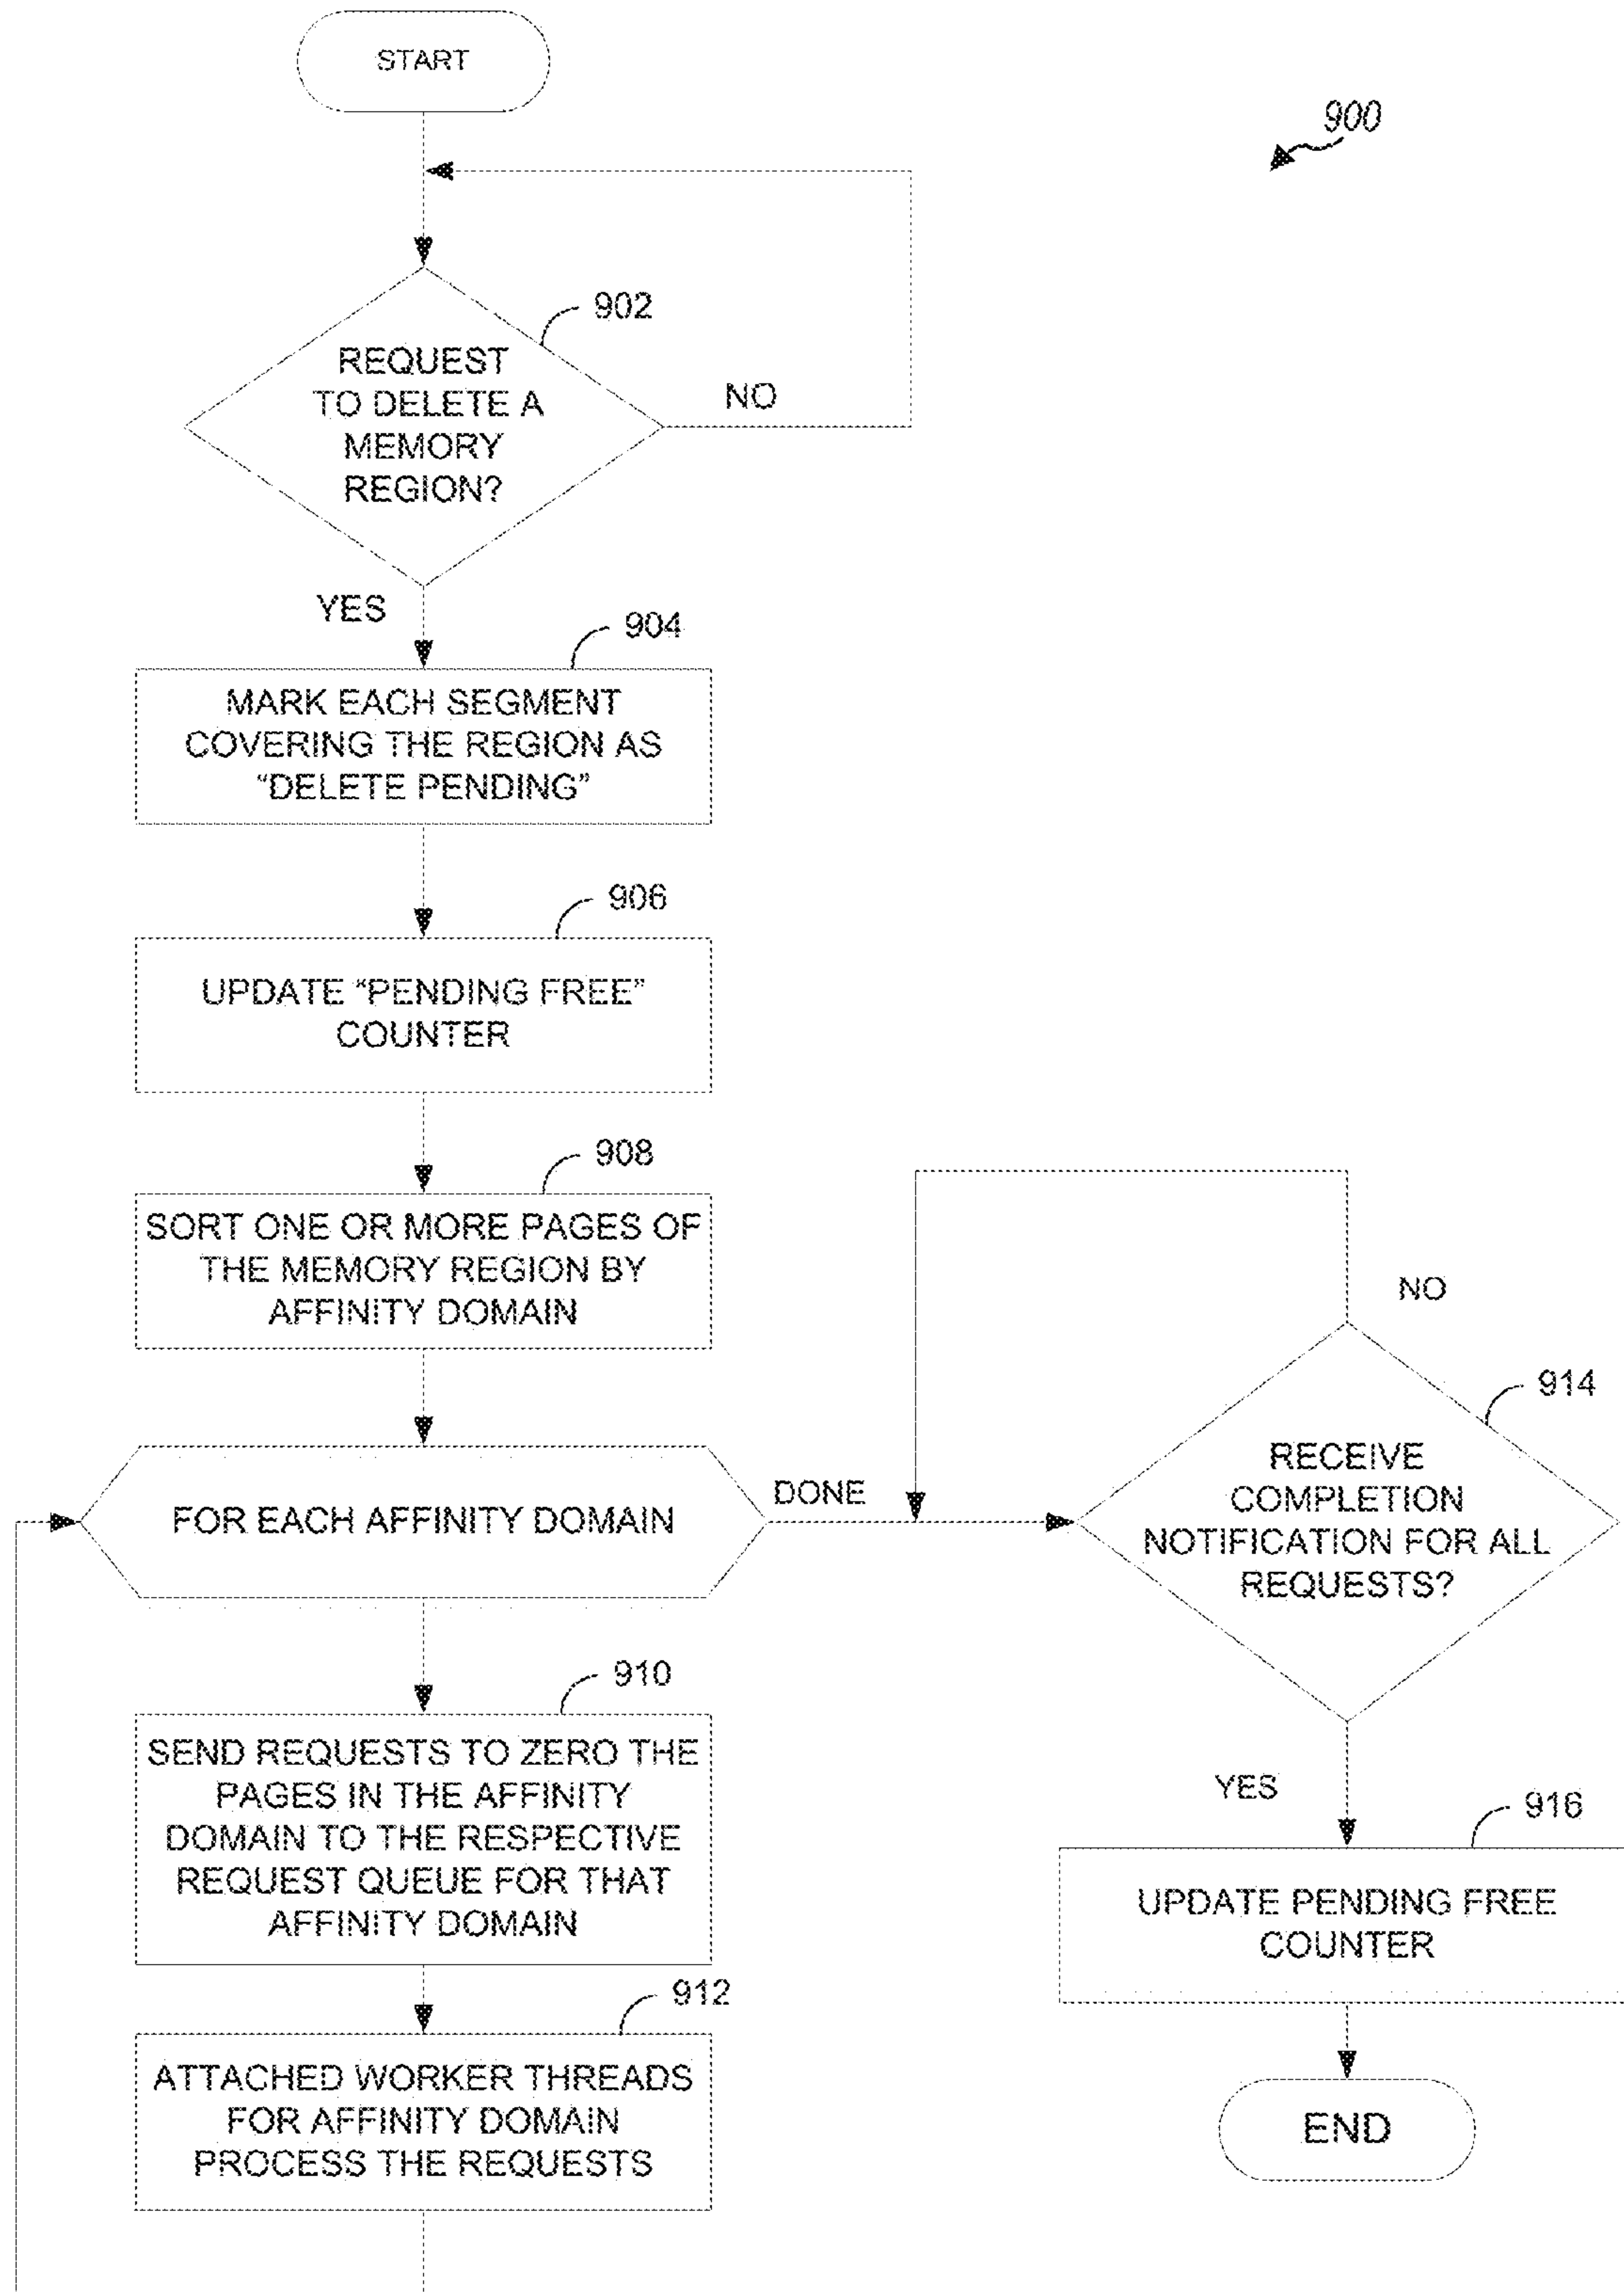 START
900
902
REQUEST
TO DELETE A
MEMORY
REGION?
NO
YES
904
MARK EACH SEGMENT
COVERING THE REGION AS
“DELETE PENDING”
906
UPDATE “PENDING FREE”
COUNTER
908
SORT ONE OR MORE PAGES OF
THE MEMORY REGION BY
AFFINITY DOMAIN
FOR EACH AFFINITY DOMAIN
DONE
910
SEND REQUESTS TO ZERO THE
PAGES IN THE AFFINITY
DOMAIN TO THE RESPECTIVE
REQUEST QUEUE FOR THAT
AFFINITY DOMAIN
912
ATTACHED WORKER THREADS
FOR AFFINITY DOMAIN
PROCESS THE REQUESTS
NO
914
RECEIVE
COMPLETION
NOTIFICATION FOR ALL
REQUESTS?
YES
916
UPDATE PENDING FREE
COUNTER
END